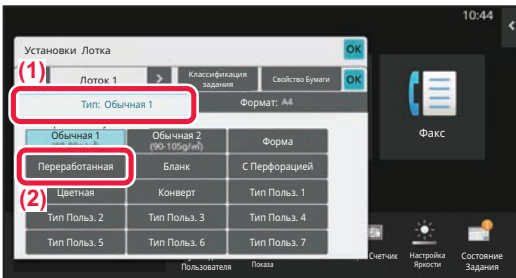 10:44
Установки Лотка
OK
(1)
Лоток 1
>
Классификация
задания
Свойство Бумаги
OK
Тип: Обычная 1
Формат: A4
Обычная 1
Обычная 2
(90-105g/㎡)
Форма
Переработанная
Бланк
С Перфорацией
(2)
Цветная
Конверт
Тип Польз. 1
Тип Польз. 2
Тип Польз. 3
Тип Польз. 4
Тип Польз. 5
Тип Польз. 6
Тип Польз. 7
Факс
Пользователя
Показа
Счетчик
Настройка
Яркости
Состояние
Задания